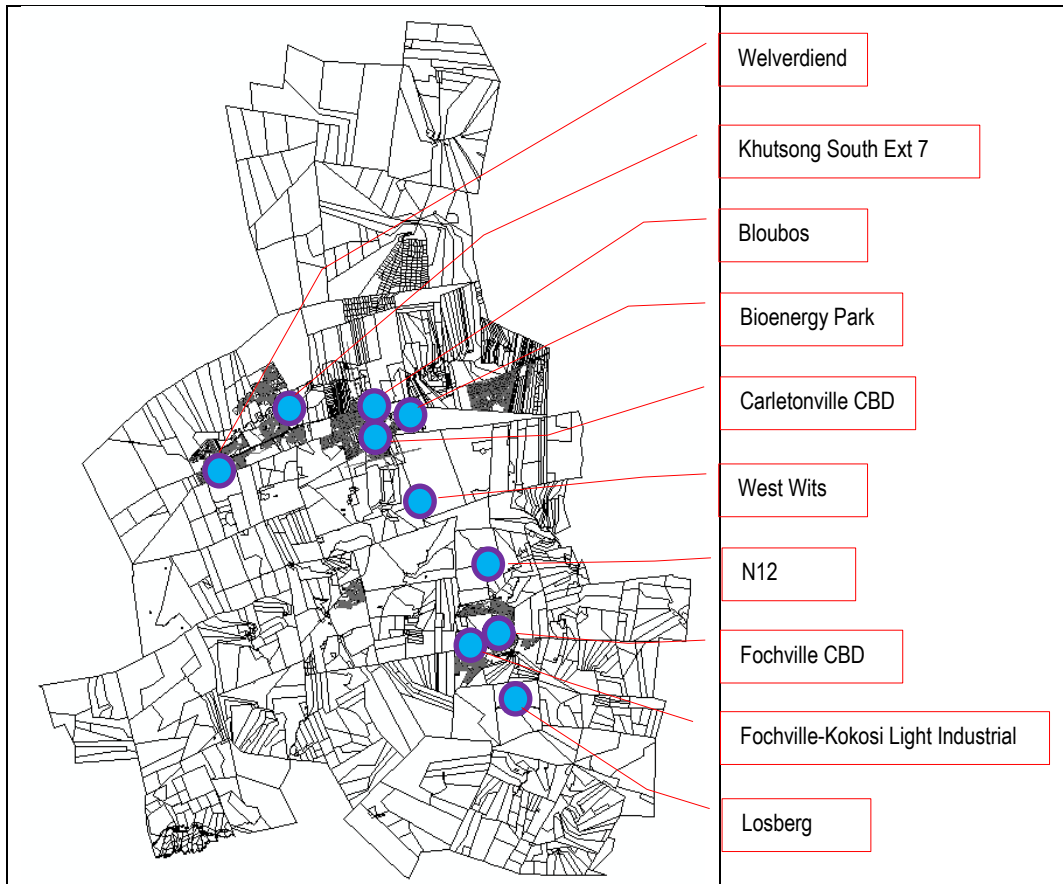 Welverdiend
Khutsong South Ext 7
Bloubos
Bioenergy Park
Carletonville CBD
West Wits
N12
Fochville CBD
Fochville-Kokosi Light Industrial
Losberg